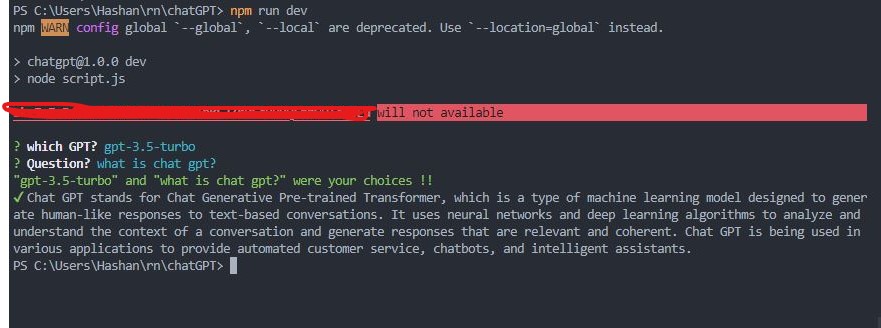 PS C:\Users\Hashan\rn\chatGPT> npm run dev
npm WARN config global `--global`, `--local` are deprecated. Use `--location=global` instead.
> chatgpt@1.0.0 dev
> node script.js
will not available
? which GPT? gpt-3.5-turbo
? Question? what is chat gpt?
"gpt-3.5-turbo" and "what is chat gpt?" were your choices !!
✔ Chat GPT stands for Chat Generative Pre-trained Transformer, which is a type of machine learning model designed to gener
ate human-like responses to text-based conversations. It uses neural networks and deep learning algorithms to analyze and
understand the context of a conversation and generate responses that are relevant and coherent. Chat GPT is being used in
various applications to provide automated customer service, chatbots, and intelligent assistants.
PS C:\Users\Hashan\rn\chatGPT>